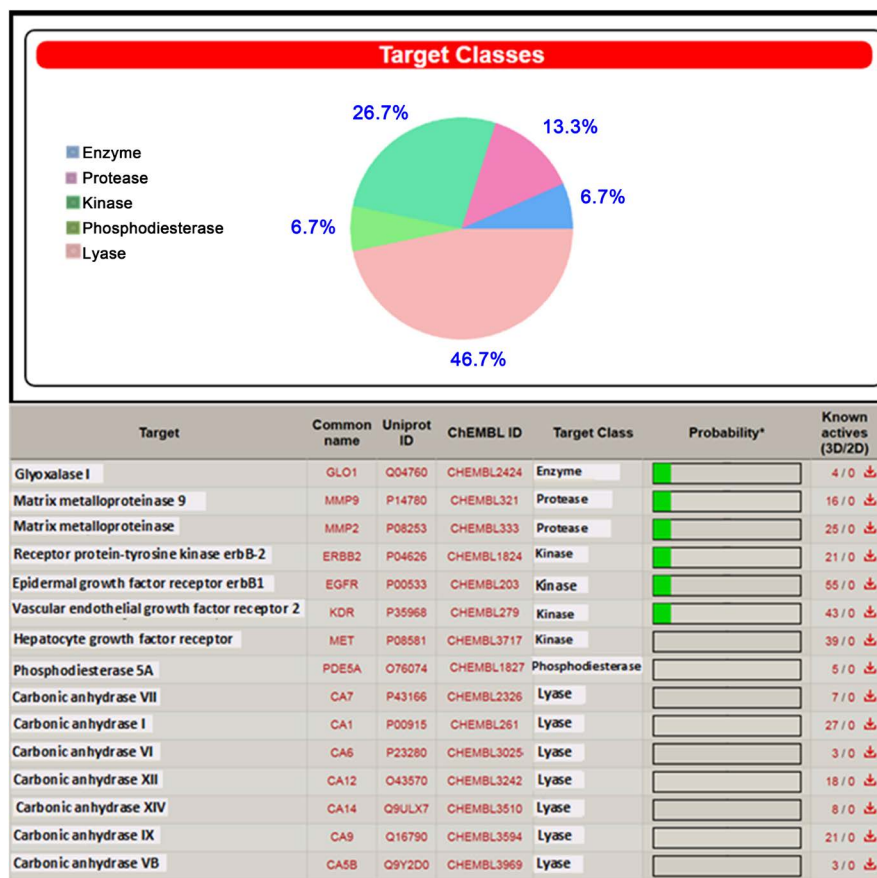 Target Classes
26.7%
13.3%
Enzyme
Protease
Kinase
Phosphodiesterase
Lyase
6.7%
6.7%
46.7%
Target Common name Uniprot ID ChEMBL ID Target Class Probability* Known actives (3D/2D)
Glyoxalase I GLO1 Q04760 CHEMBL2424 Enzyme 4 / 0
Matrix metalloproteinase 9 MMP9 P14780 CHEMBL321 Protease 16 / 0
Matrix metalloproteinase MMP2 P08253 CHEMBL333 Protease 25 / 0
Receptor protein-tyrosine kinase erbB-2 ERBB2 P04626 CHEMBL1824 Kinase 21 / 0
Epidermal growth factor receptor erbB1 EGFR P00533 CHEMBL203 Kinase 55 / 0
Vascular endothelial growth factor receptor 2 KDR P35968 CHEMBL279 Kinase 43 / 0
Hepatocyte growth factor receptor MET P08581 CHEMBL3717 Kinase 39 / 0
Phosphodiesterase 5A PDE5A O76074 CHEMBL1827 Phosphodiesterase 5 / 0
Carbonic anhydrase VII CA7 P43166 CHEMBL2326 Lyase 7 / 0
Carbonic anhydrase I CA1 P00915 CHEMBL261 Lyase 27 / 0
Carbonic anhydrase VI CA6 P23280 CHEMBL3025 Lyase 3 / 0
Carbonic anhydrase XII CA12 O43570 CHEMBL3242 Lyase 18 / 0
Carbonic anhydrase XIV CA14 Q9ULX7 CHEMBL3510 Lyase 8 / 0
Carbonic anhydrase IX CA9 Q16790 CHEMBL3594 Lyase 21 / 0
Carbonic anhydrase VB CA5B Q9Y2D0 CHEMBL3969 Lyase 3 / 0